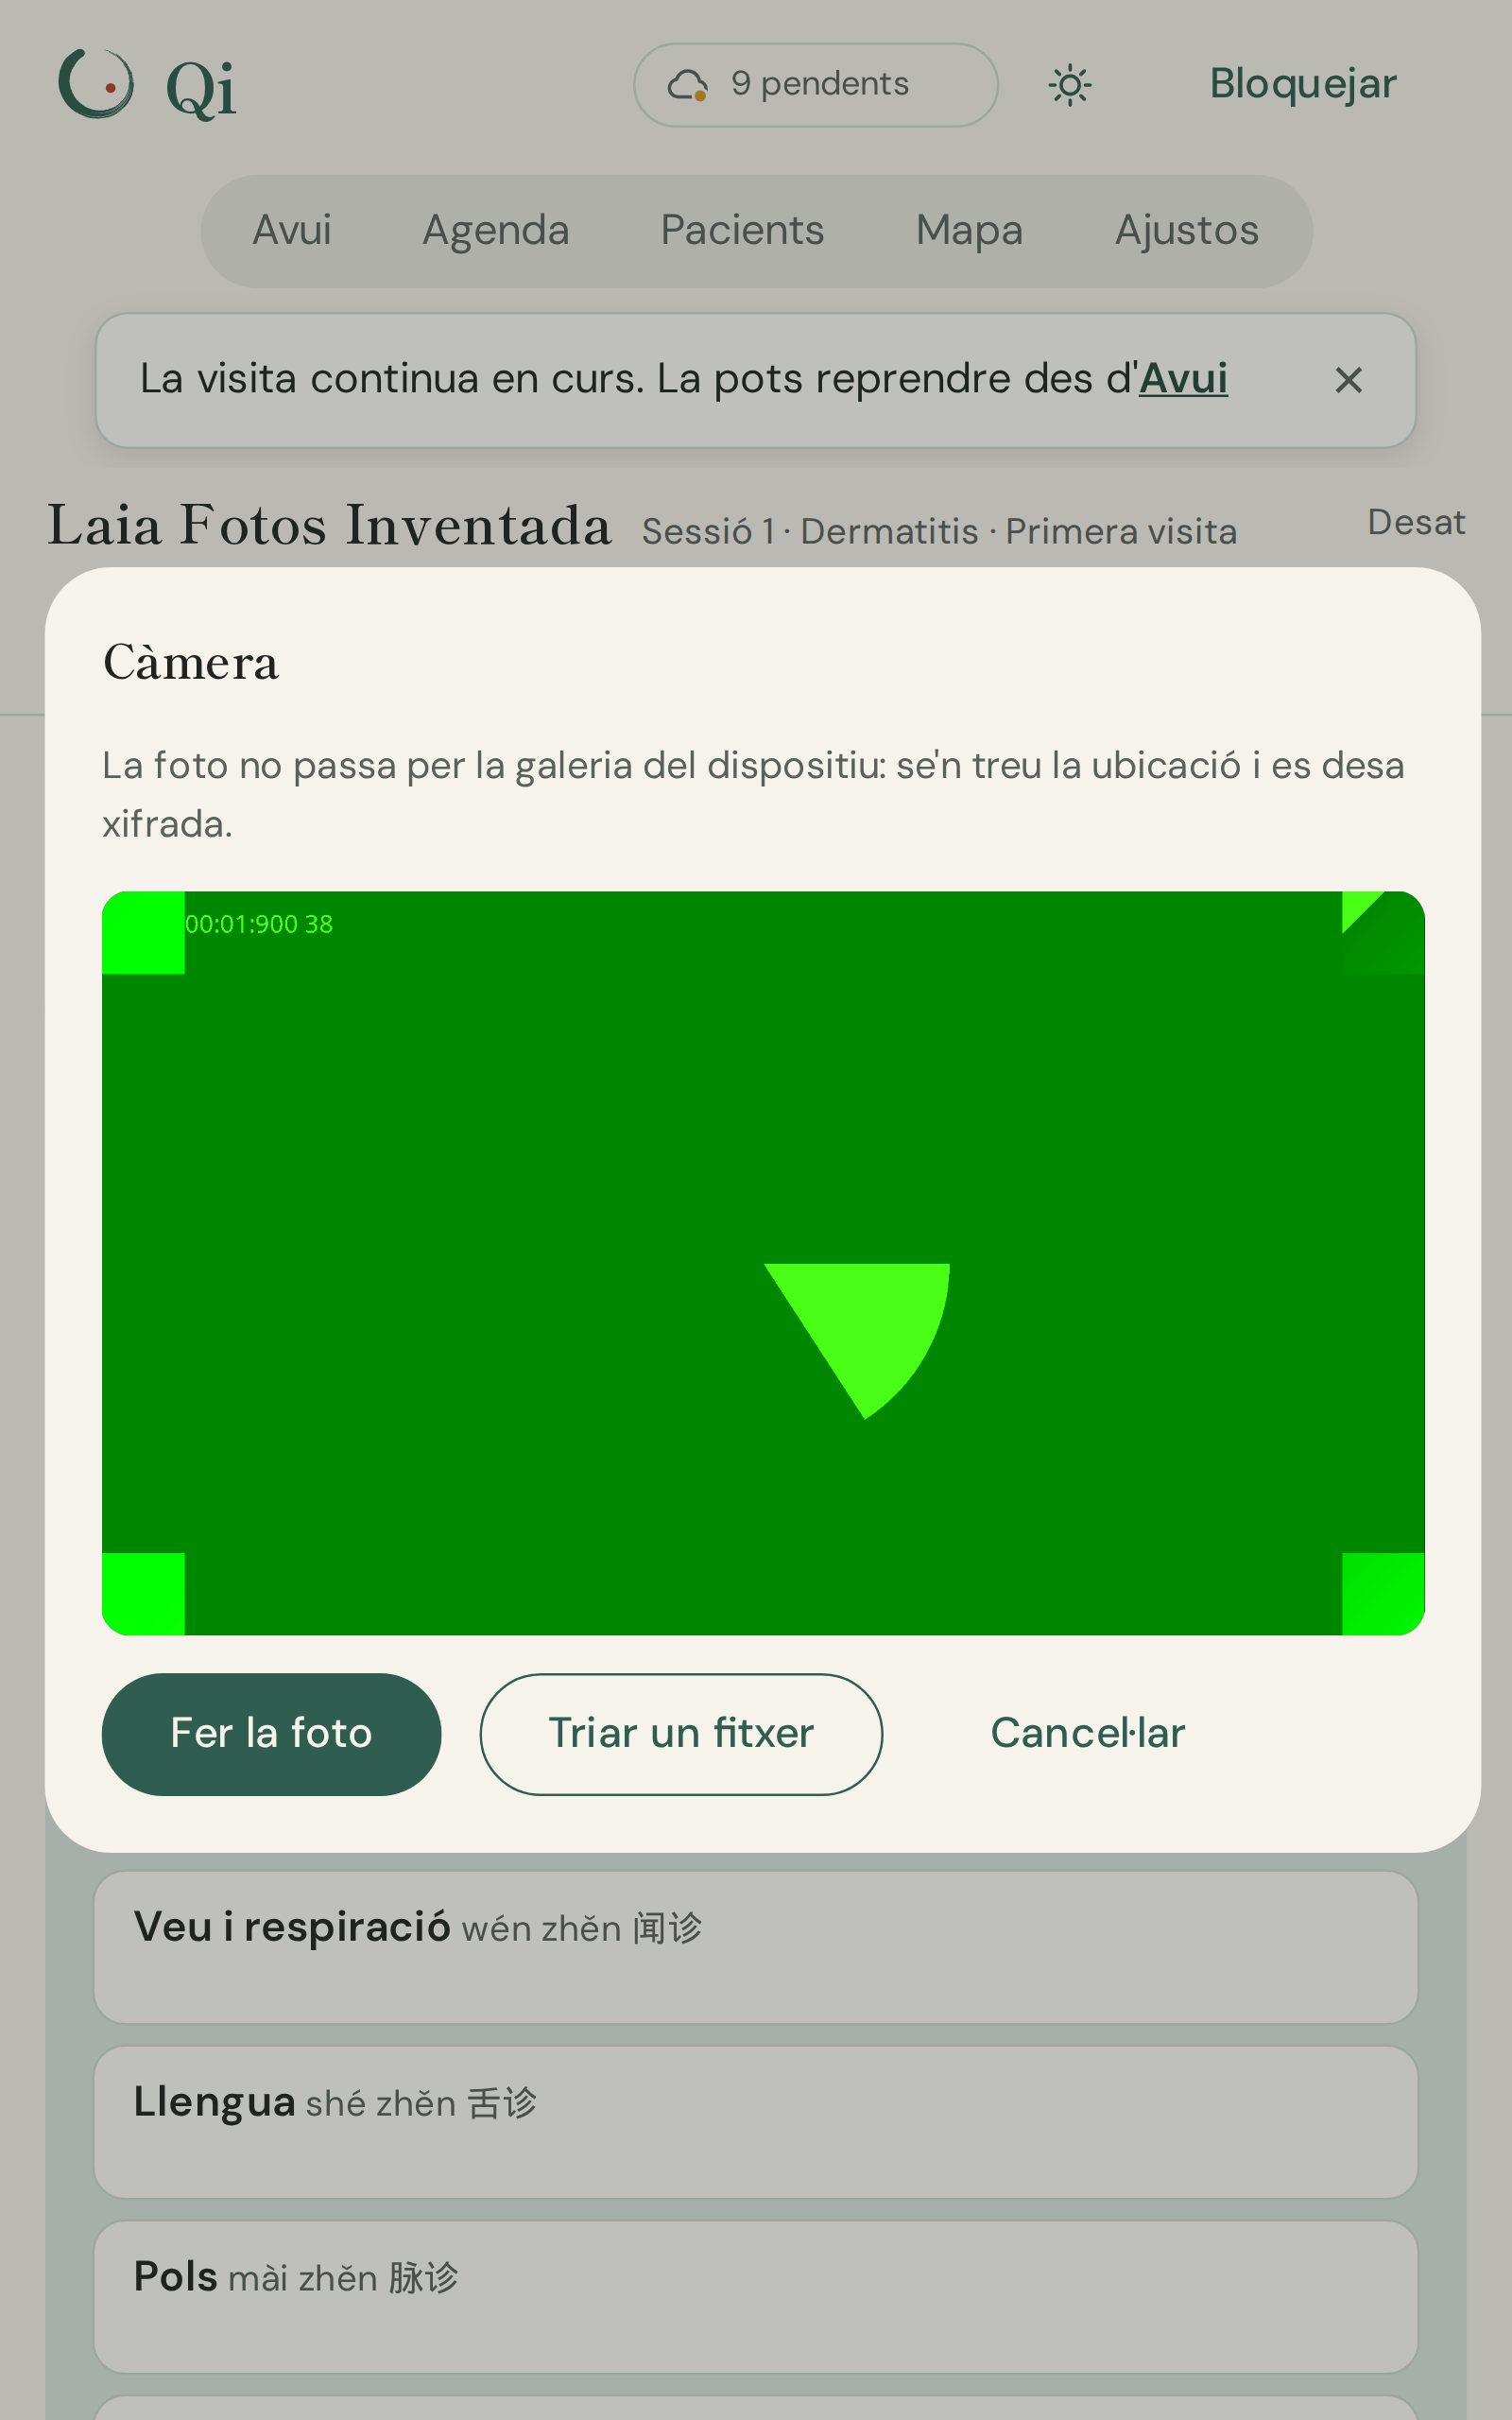 Qi
9 pendents
Bloquejar
Avui
Agenda
Pacients
Mapa
Ajustos
La visita continua en curs. La pots reprendre des d'Avui
Laia Fotos Inventada
Sessió 1 · Dermatitis · Primera visita
Desat
Càmera
La foto no passa per la galeria del dispositiu: se'n treu la ubicació i es desa
xifrada.
00:01:900 38
Fer la foto
Triar un fitxer
Cancel·lar
Veu i respiració wén zhěn 闻诊
Llengua shé zhěn 舌诊
Pols mài zhěn 脉诊